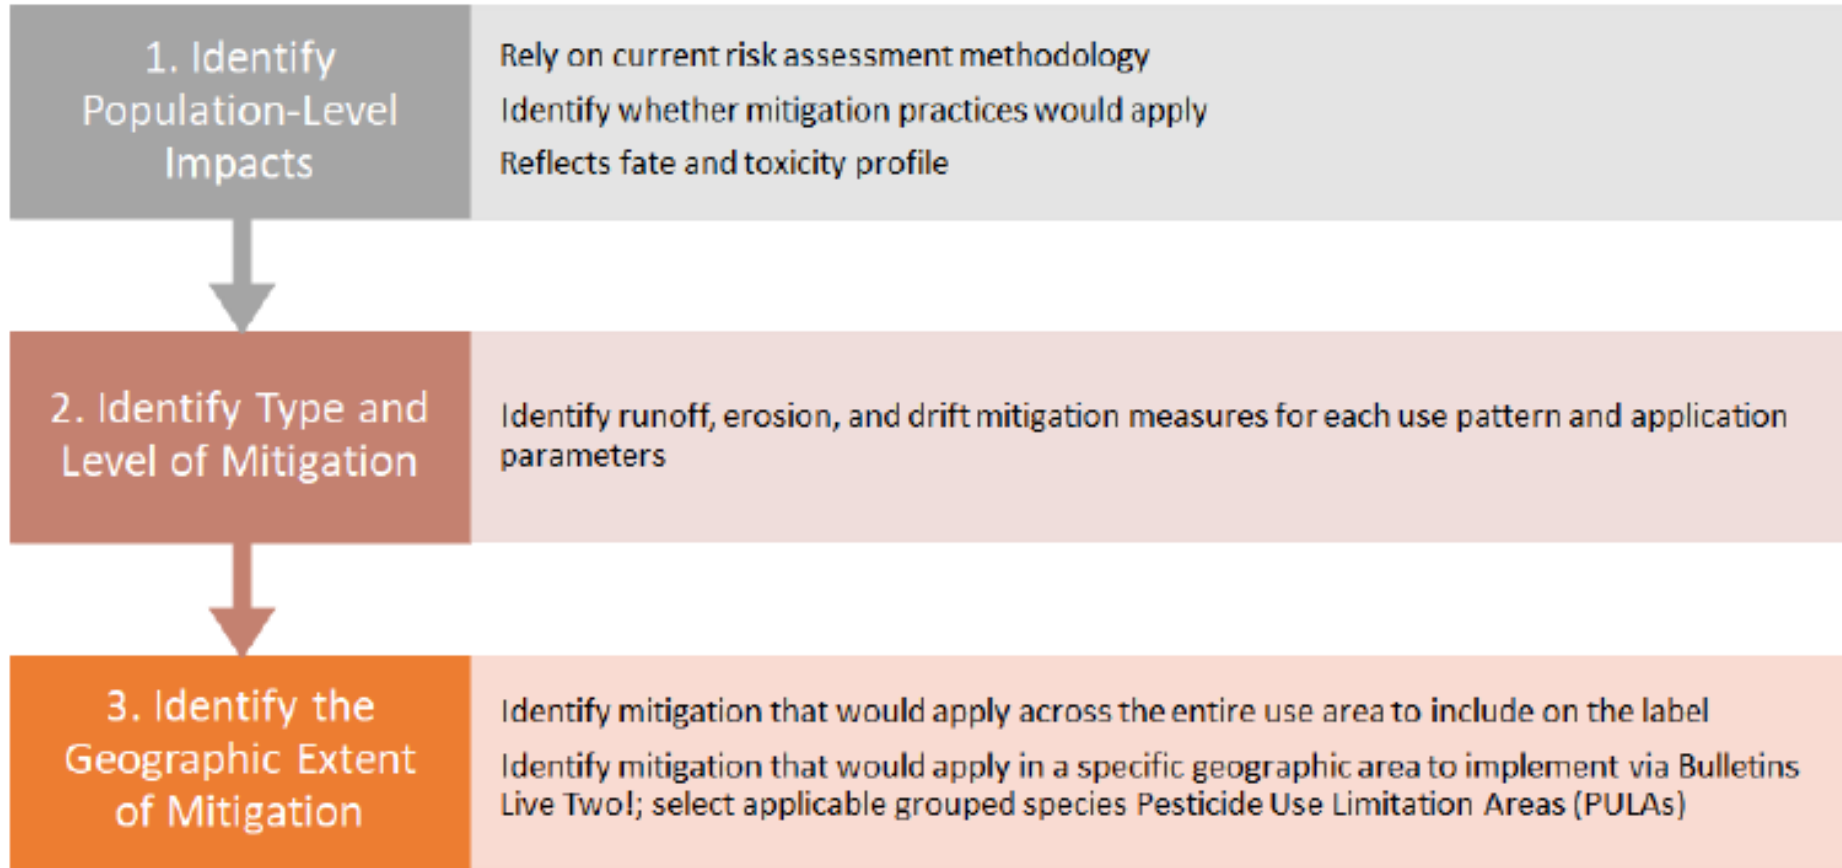 1. Identify
Population-Level
Impacts
Rely on current risk assessment methodology
Identify whether mitigation practices would apply
Reflects fate and toxicity profile
2. Identify Type and
Level of Mitigation
Identify runoff, erosion, and drift mitigation measures for each use pattern and application
parameters
3. Identify the
Geographic Extent
of Mitigation
Identify mitigation that would apply across the entire use area to include on the label
Identify mitigation that would apply in a specific geographic area to implement via Bulletins
Live Two!; select applicable grouped species Pesticide Use Limitation Areas (PULAs)